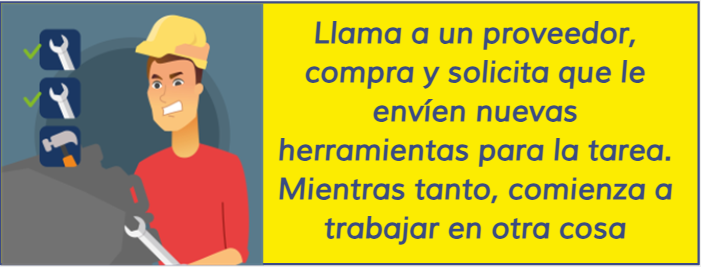 Llama a un proveedor,
compra y solicita que le
envíen nuevas
herramientas para la tarea.
Mientras tanto, comienza a
trabajar en otra cosa